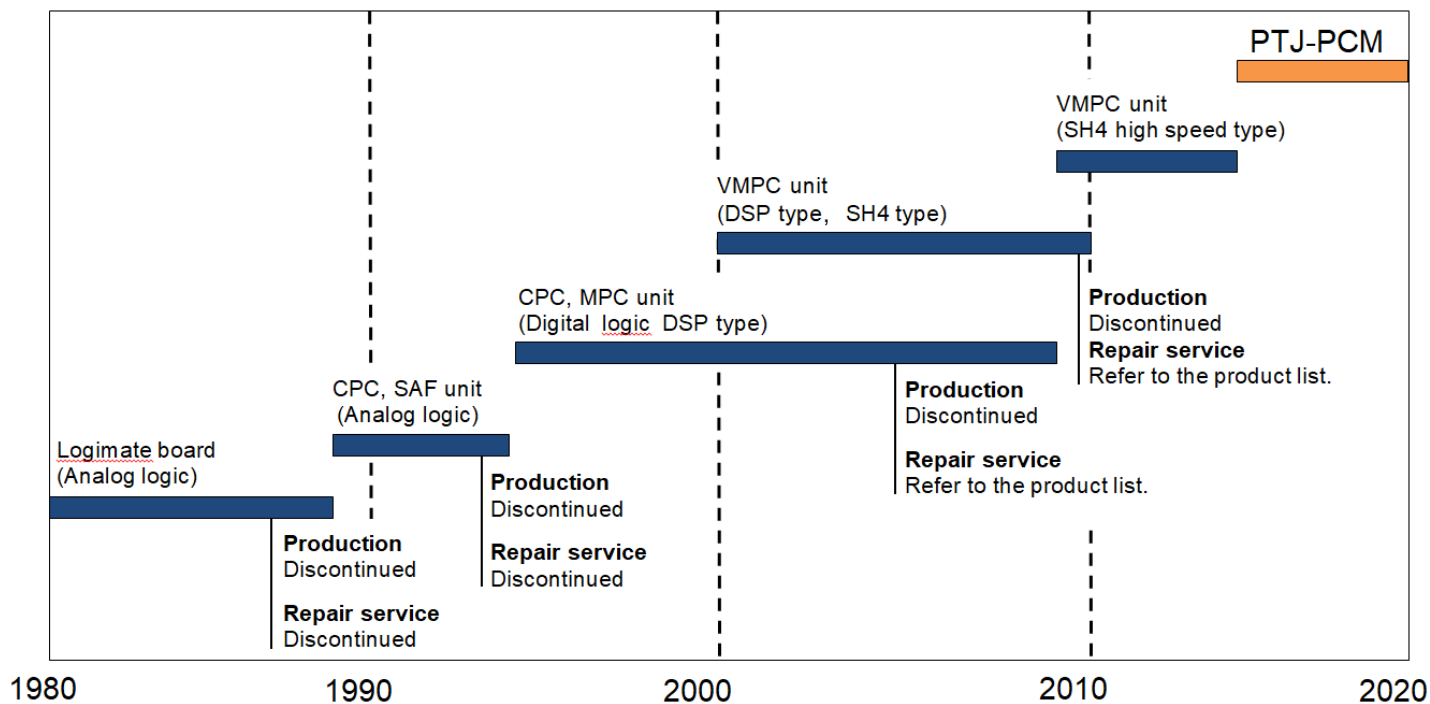 PTJ-PCM
VMPC unit
(SH4 high speed type)
VMPC unit
(DSP type, SH4 type)
Production
Discontinued
Repair service
Refer to the product list.
CPC, MPC unit
(Digital logic DSP type)
Production
Discontinued
Repair service
Refer to the product list.
CPC, SAF unit
(Analog logic)
Production
Discontinued
Repair service
Discontinued
Logimate board
(Analog logic)
Production
Discontinued
Repair service
Discontinued
1980 1990 2000 2010 2020